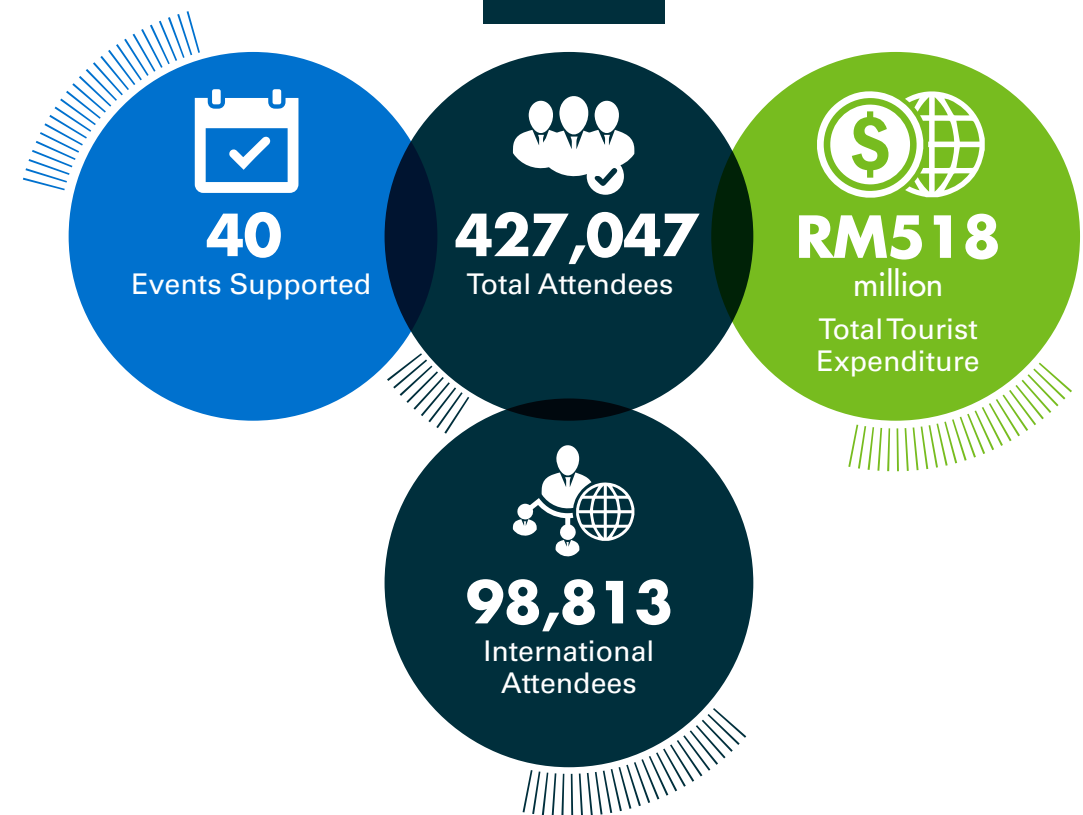 40
Events Supported
427,047
Total Attendees
RM518
million
Total Tourist
Expenditure
98,813
International
Attendees